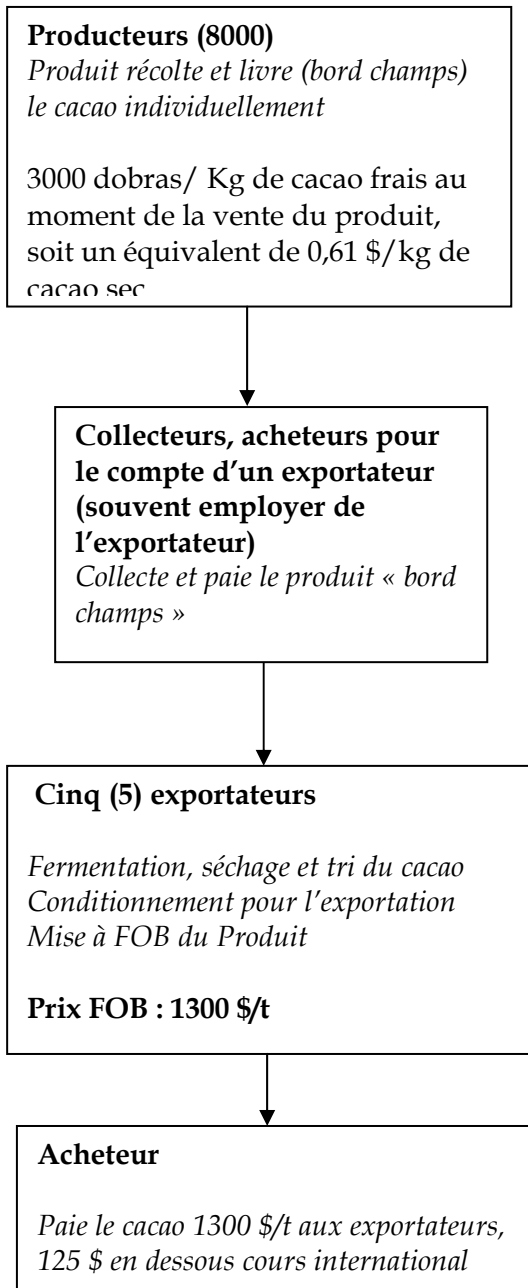 Producteurs (8000)
Produit récolte et livre (bord champs)
le cacao individuellement
3000 dobras/ Kg de cacao frais au
moment de la vente du produit,
soit un équivalent de 0,61 $/kg de
cacao sec
Collecteurs, acheteurs pour
le compte d'un exportateur
(souvent employer de
l'exportateur)
Collecte et paie le produit « bord
champs »
Cinq (5) exportateurs
Fermentation, séchage et tri du cacao
Conditionnement pour l'exportation
Mise à FOB du Produit
Prix FOB : 1300 $/t
Acheteur
Paie le cacao 1300 $/t aux exportateurs,
125 $ en dessous cours international